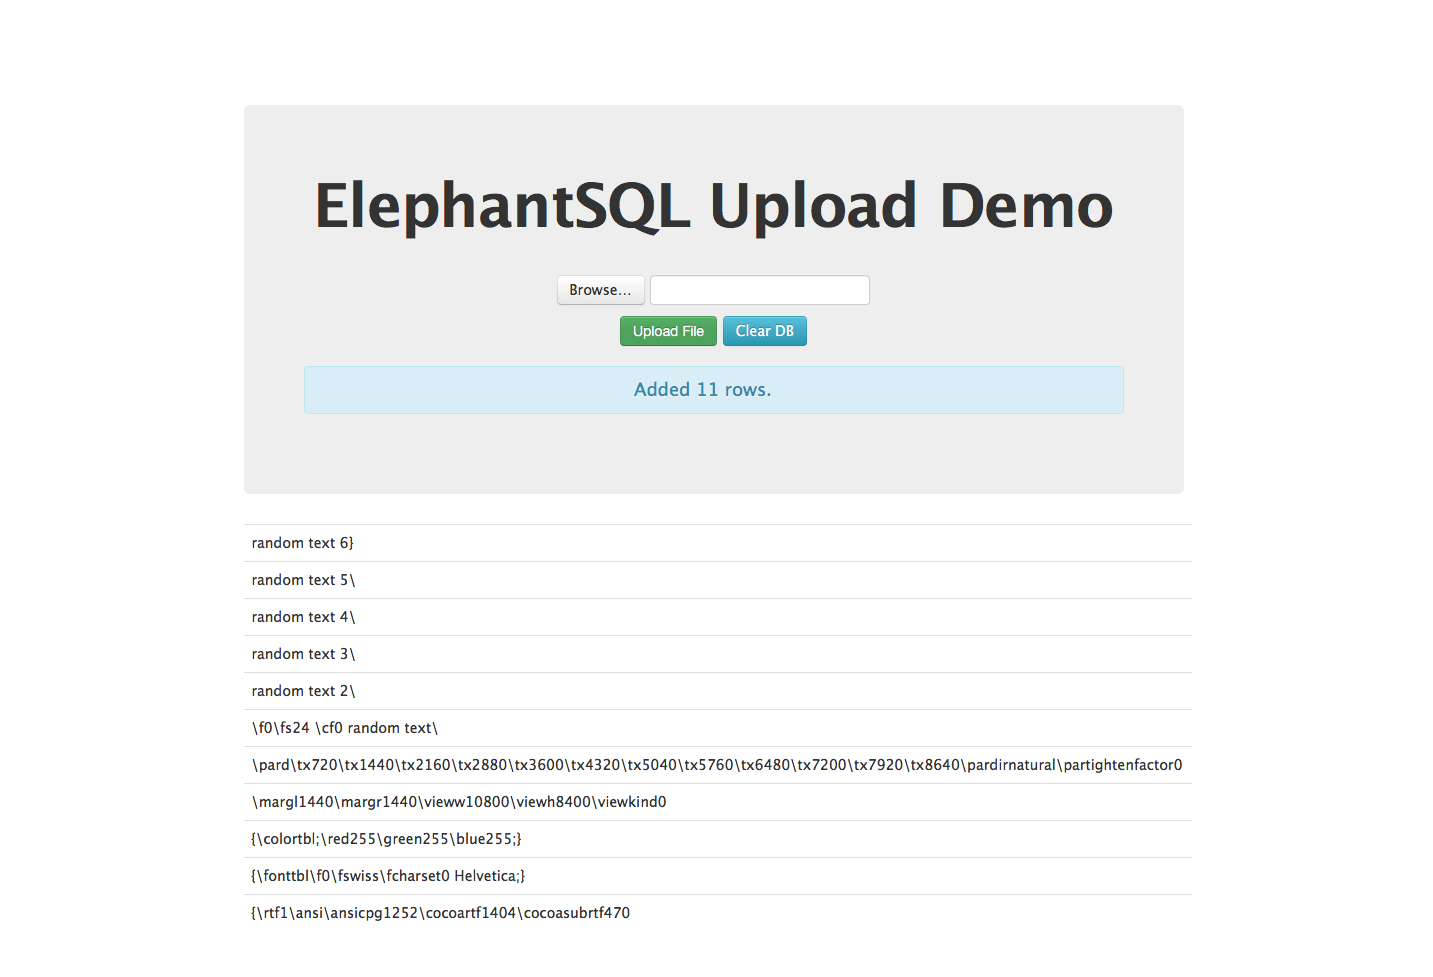 ElephantSQL Upload Demo
Browse...
Upload File Clear DB
Added 11 rows.
random text 6}
random text 5\
random text 4\
random text 3\
random text 2\
\f0\fs24 \cf0 random text\
\pard\tx720\tx1440\tx2160\tx2880\tx3600\tx4320\tx5040\tx5760\tx6480\tx7200\tx7920\tx8640\pardirnatural\partightenfactor0
\margl1440\margr1440\vieww10800\viewh8400\viewkind0
{\colortbl;\red255\green255\blue255;}
{\fonttbl\f0\fswiss\fcharset0 Helvetica;}
{\rtf1\ansi\ansicpg1252\cocoartf1404\cocoasubrtf470